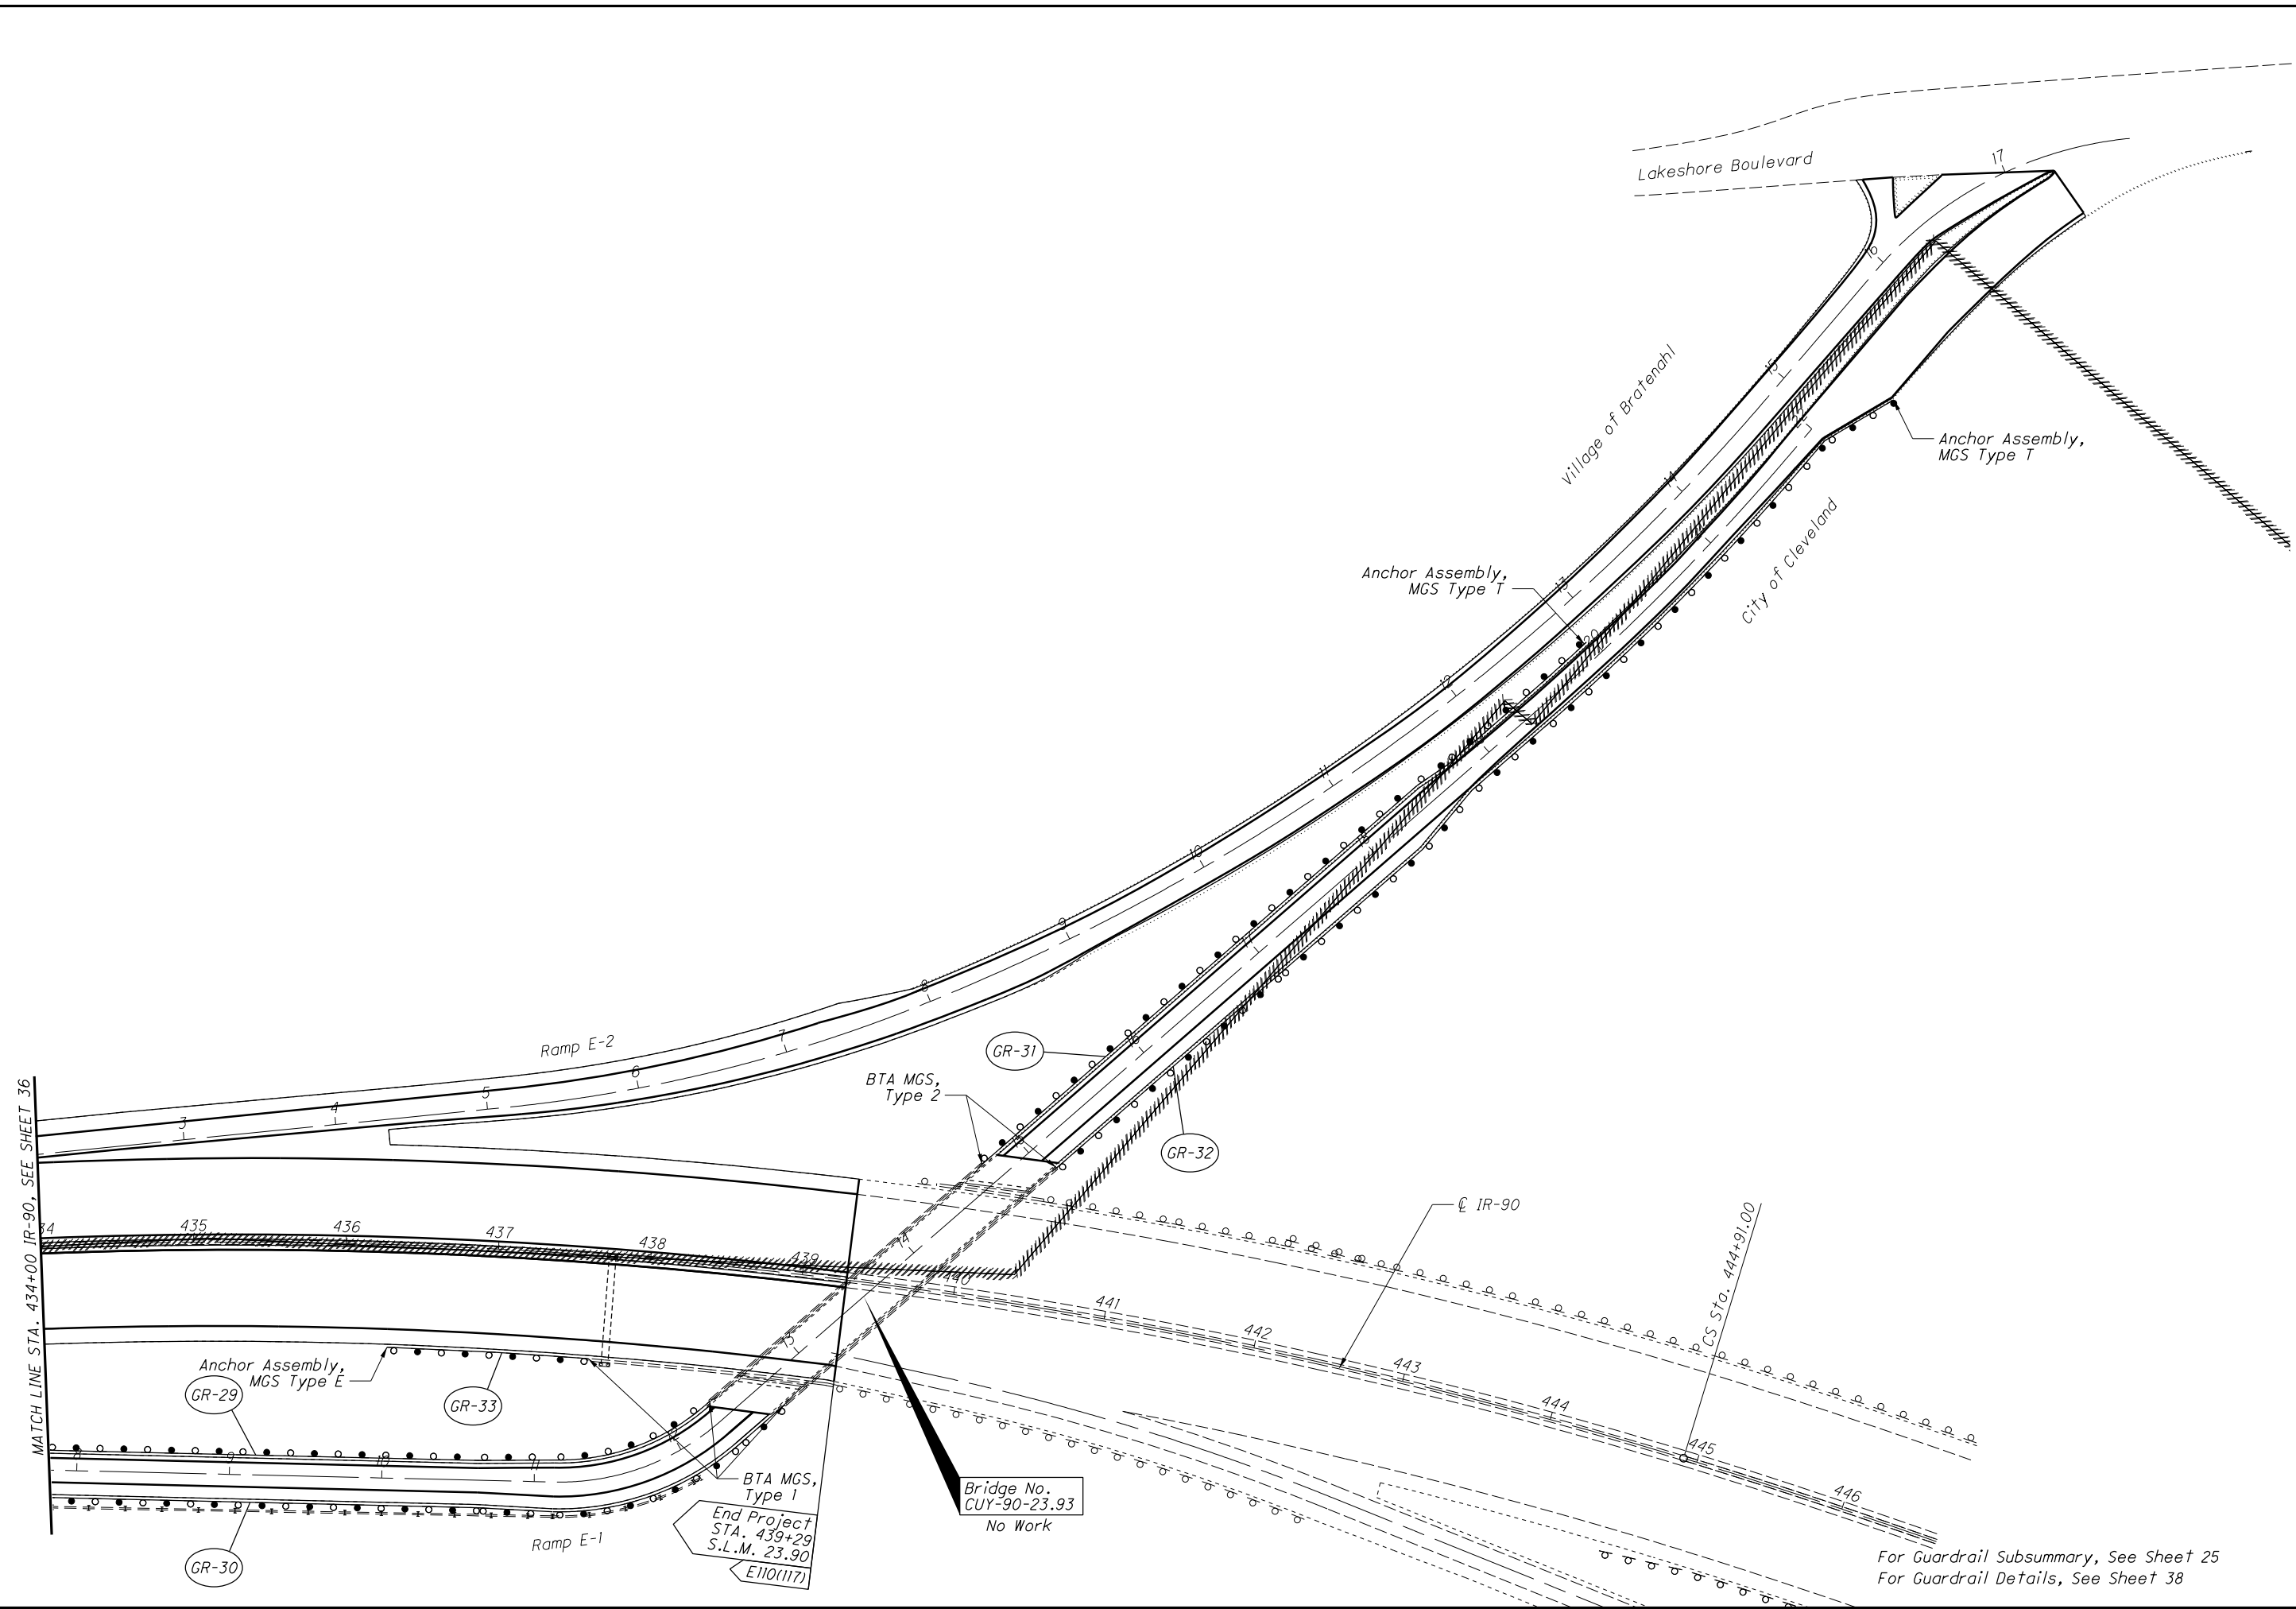 17
Lakeshore Boulevard
16
15
Village of Bratenahl
Anchor Assembly,
MGS Type T
14
City of Cleveland
Anchor Assembly,
MGS Type T
13
20
12
11
10
9
8
7
6
5
4
3
Ramp E-2
GR-31
BTA MGS,
Type 2
GR-32
MATCH LINE STA. 434+00 IR-90, SEE SHEET 36
34
435
436
437
438
439
440
441
442
443
444
445
446
14
13
℄ IR-90
CS Sta. 444+91.00
Anchor Assembly,
MGS Type E
GR-29
GR-33
8
9
10
11
BTA MGS,
Type 1
End Project
STA. 439+29
S.L.M. 23.90
E110(117)
Bridge No.
CUY-90-23.93
No Work
Ramp E-1
GR-30
For Guardrail Subsummary, See Sheet 25
For Guardrail Details, See Sheet 38